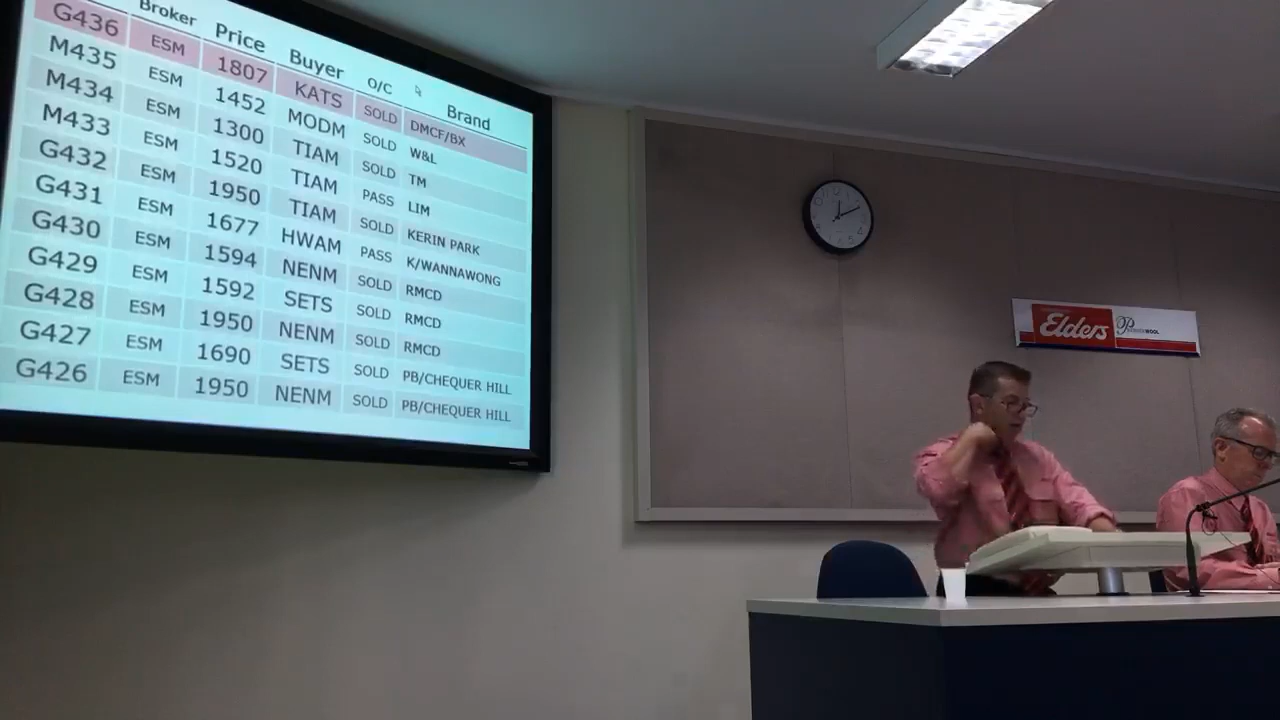 Broker Price Buyer O/C Brand
G436 ESM 1807 KATS SOLD DMCF/BX
M435 ESM 1452 MODM SOLD W&L
M434 ESM 1300 TIAM SOLD TM
M433 ESM 1520 TIAM PASS LIM
G432 ESM 1950 TIAM SOLD KERIN PARK
G431 ESM 1677 HWAM PASS K/WANNAWONG
G430 ESM 1594 NENM SOLD RMCD
G429 ESM 1592 SETS SOLD RMCD
G428 ESM 1950 NENM SOLD RMCD
G427 ESM 1690 SETS SOLD PB/CHEQUER HILL
G426 ESM 1950 NENM SOLD PB/CHEQUER HILL
Elders